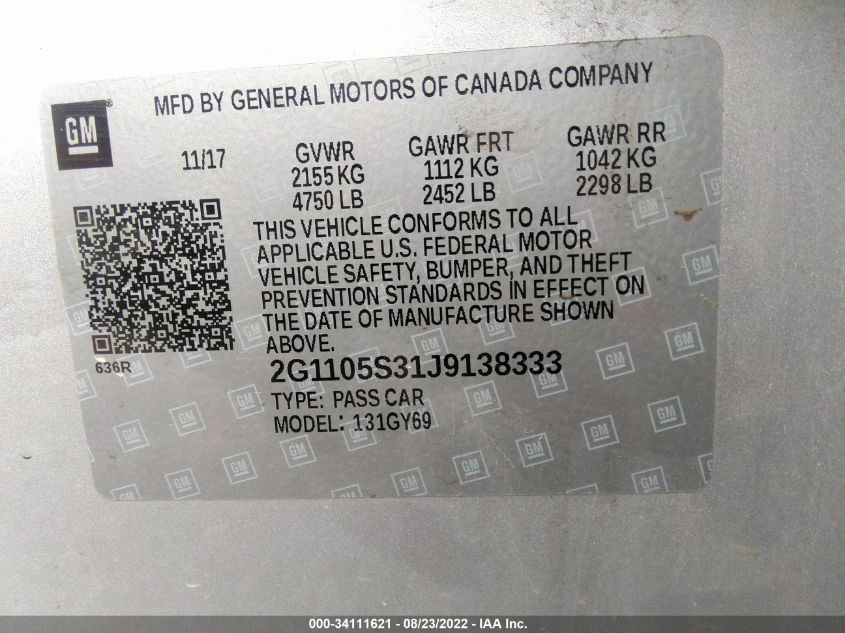 MFD BY GENERAL MOTORS OF CANADA COMPANY
GM®
11/17 GVWR GAWR FRT GAWR RR
2155 KG 1112 KG 1042 KG
4750 LB 2452 LB 2298 LB
THIS VEHICLE CONFORMS TO ALL
APPLICABLE U.S. FEDERAL MOTOR
VEHICLE SAFETY, BUMPER, AND THEFT
PREVENTION STANDARDS IN EFFECT ON
THE DATE OF MANUFACTURE SHOWN
ABOVE.
636R
2G1105S31J9138333
TYPE: PASS CAR
MODEL: 131GY69
000-34111621 - 08/23/2022 - IAA Inc.